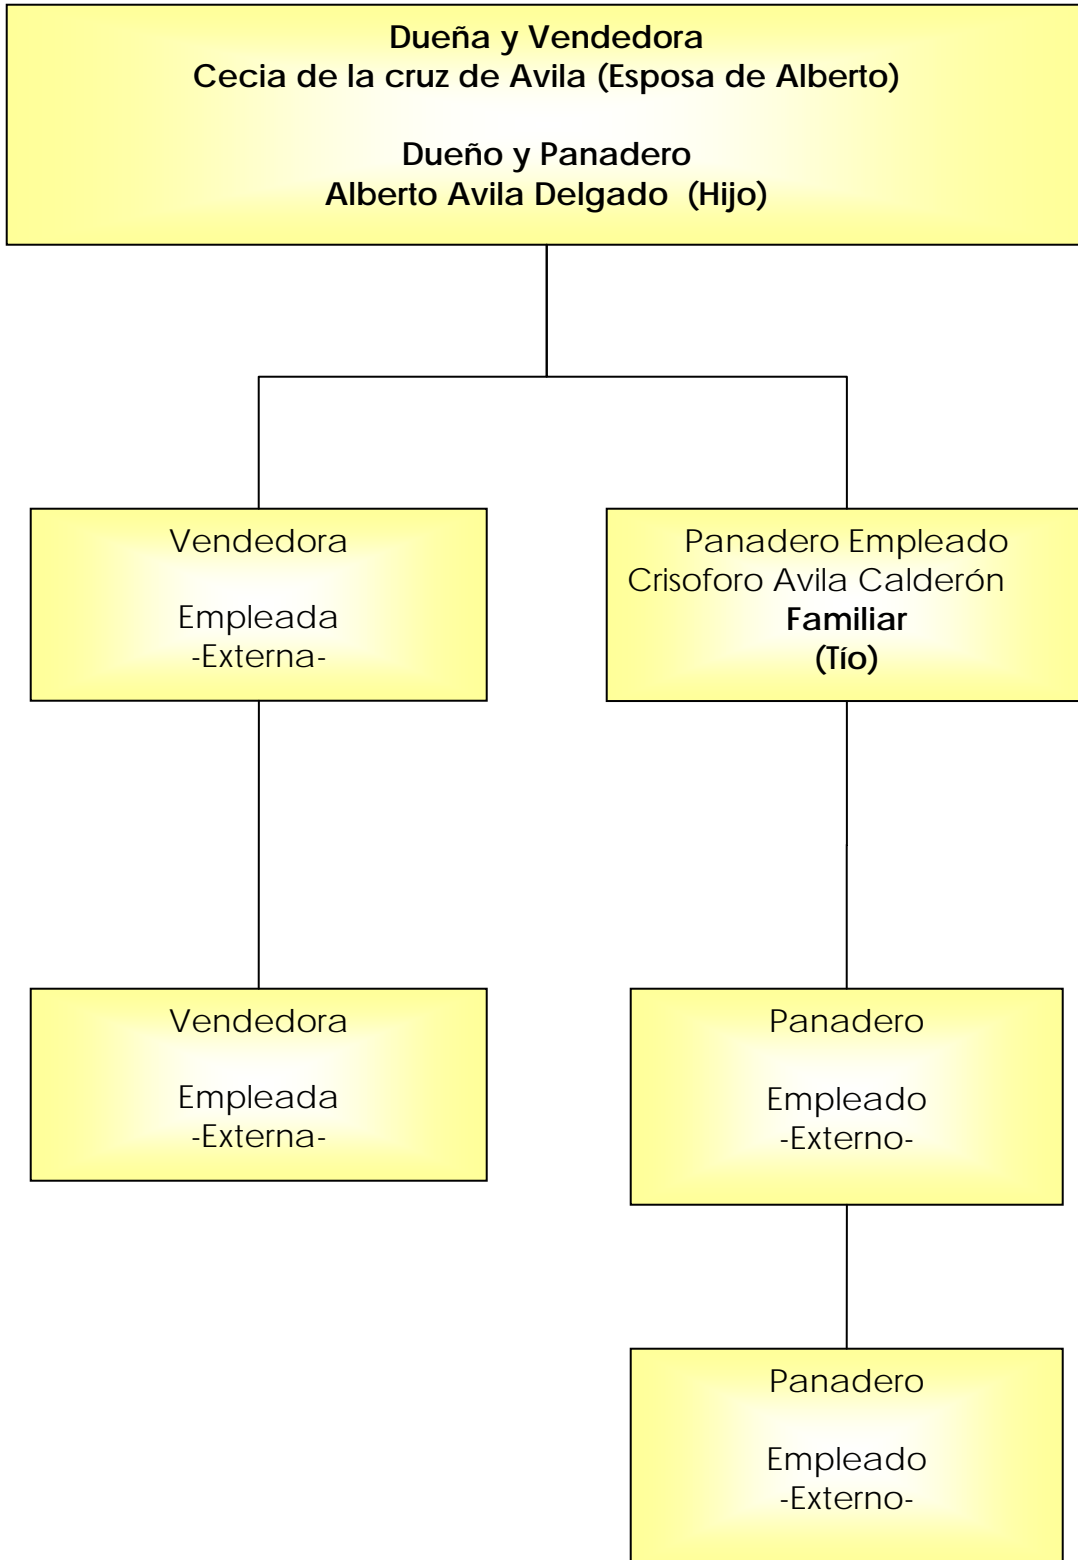 Dueña y Vendedora
Cecia de la cruz de Avila (Esposa de Alberto)
Dueño y Panadero
Alberto Avila Delgado (Hijo)
Vendedora
Empleada
-Externa-
Panadero Empleado
Crisoforo Avila Calderón
Familiar
(Tío)
Vendedora
Empleada
-Externa-
Panadero
Empleado
-Externo-
Panadero
Empleado
-Externo-